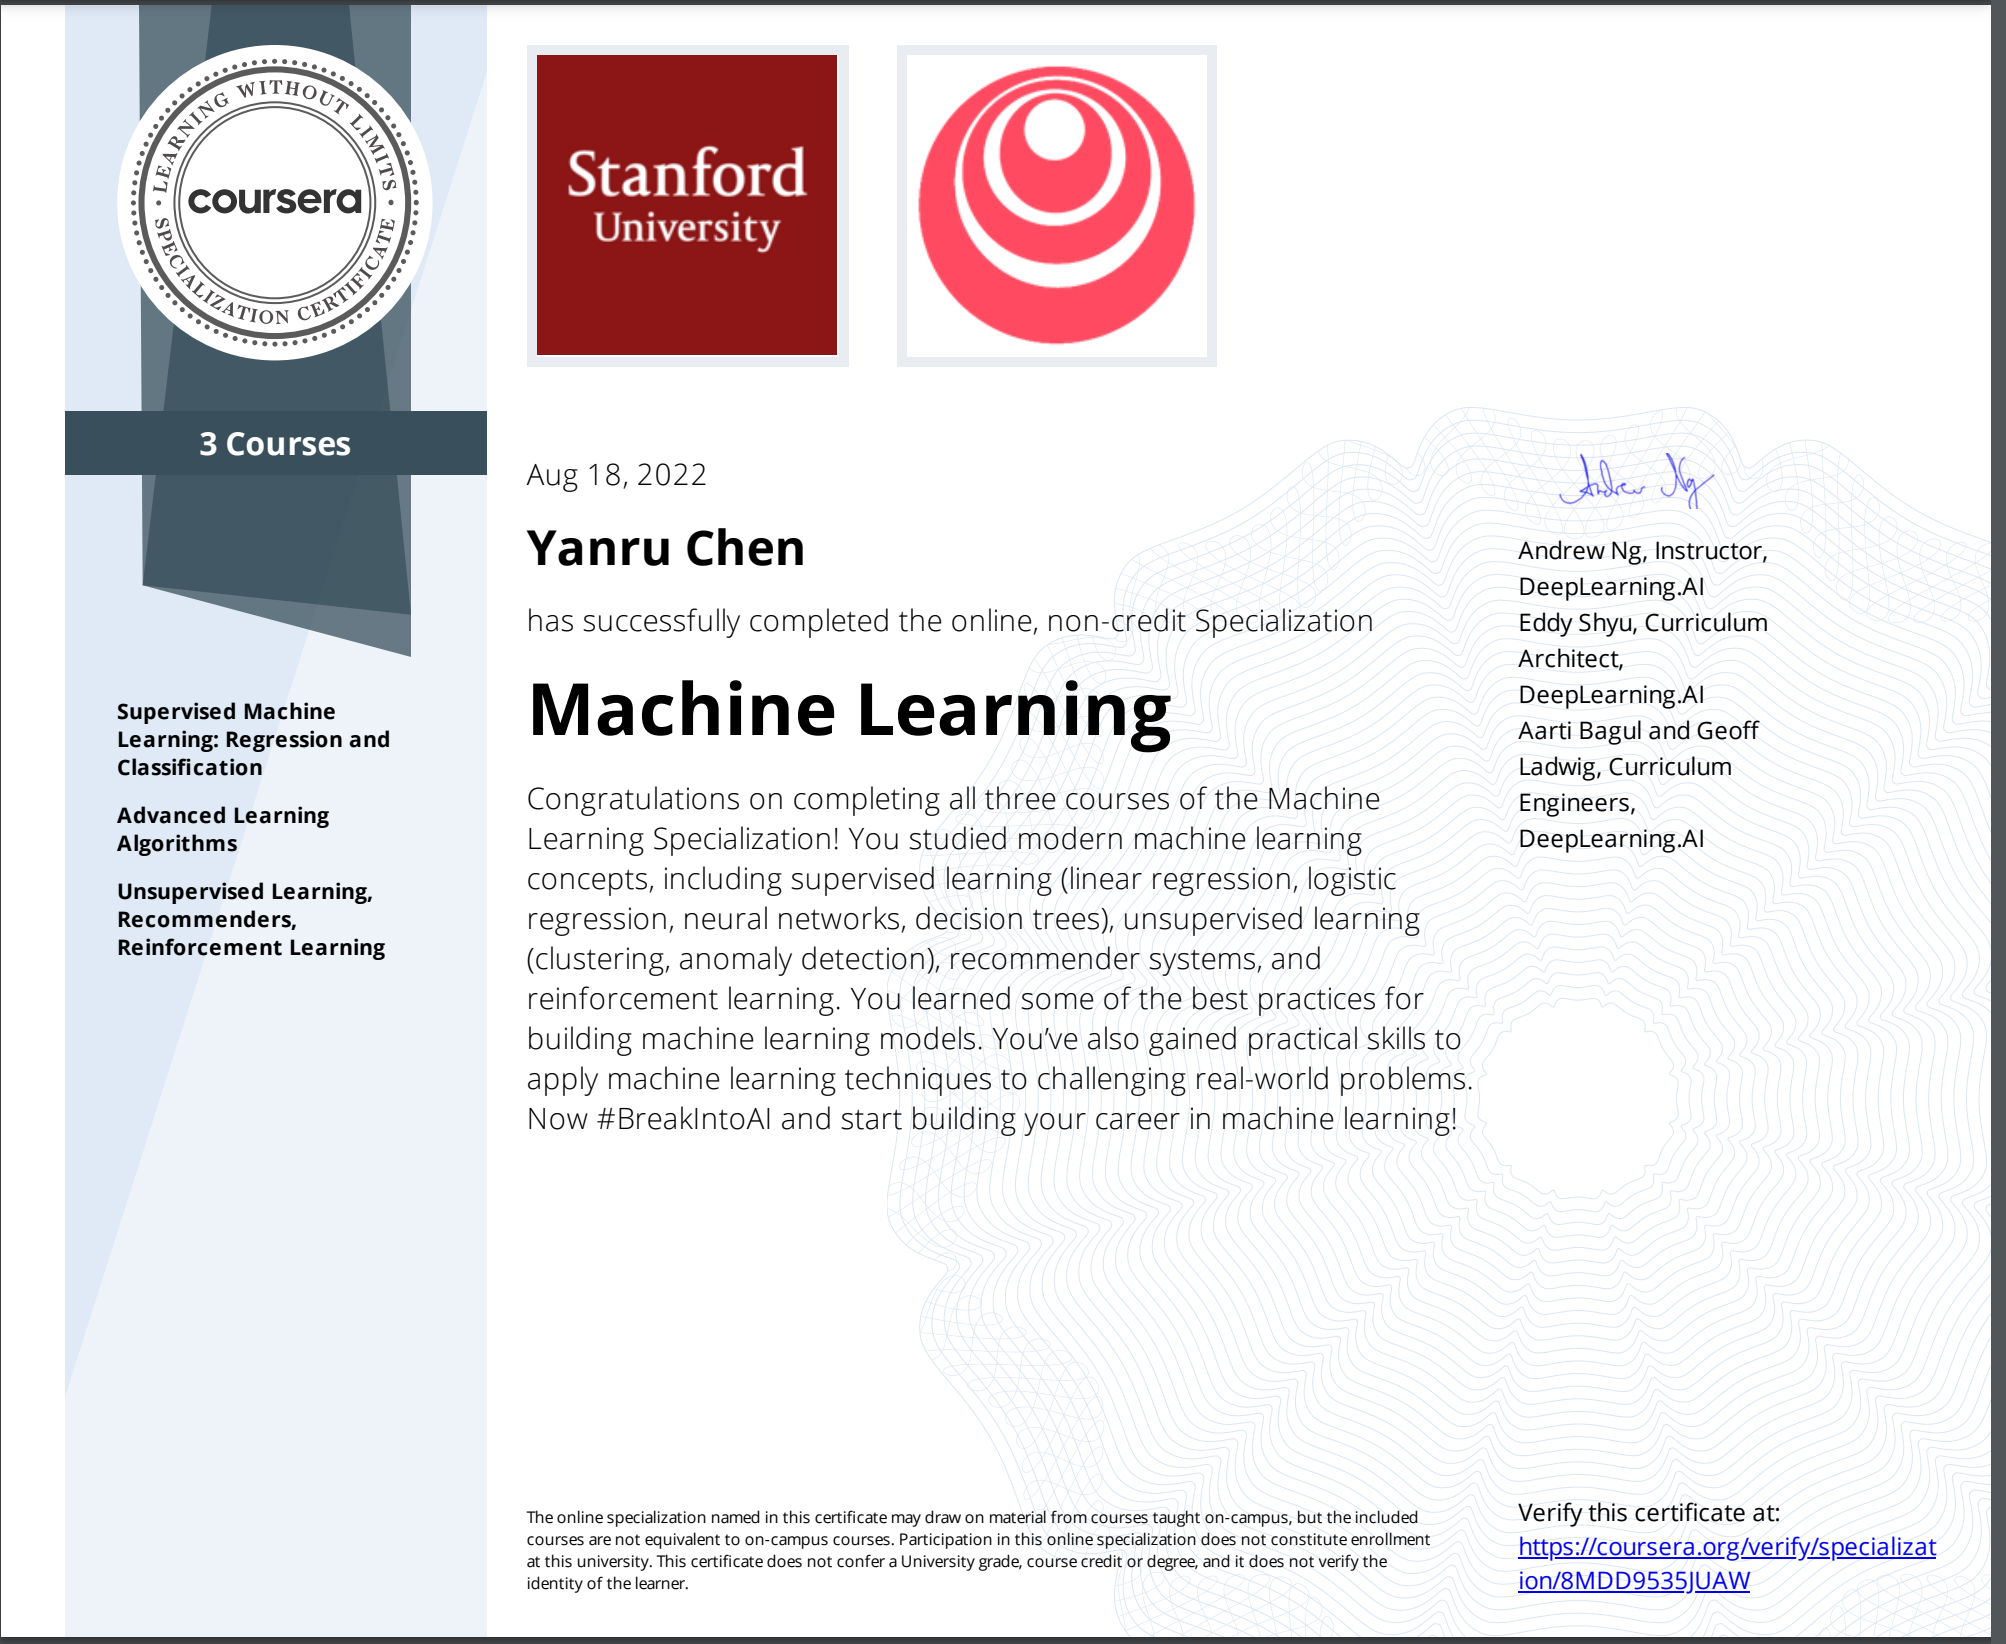 LEARNING WITHOUT LIMITS
coursera
SPECIALIZATION CERTIFICATE
3 Courses
Supervised Machine
Learning: Regression and
Classification
Advanced Learning
Algorithms
Unsupervised Learning,
Recommenders,
Reinforcement Learning
Stanford
University
Aug 18, 2022
Yanru Chen
has successfully completed the online, non-credit Specialization
Machine Learning
Congratulations on completing all three courses of the Machine
Learning Specialization! You studied modern machine learning
concepts, including supervised learning (linear regression, logistic
regression, neural networks, decision trees), unsupervised learning
(clustering, anomaly detection), recommender systems, and
reinforcement learning. You learned some of the best practices for
building machine learning models. You’ve also gained practical skills to
apply machine learning techniques to challenging real-world problems.
Now #BreakIntoAI and start building your career in machine learning!
Andrew Ng
Andrew Ng, Instructor,
DeepLearning.AI
Eddy Shyu, Curriculum
Architect,
DeepLearning.AI
Aarti Bagul and Geoff
Ladwig, Curriculum
Engineers,
DeepLearning.AI
The online specialization named in this certificate may draw on material from courses taught on-campus, but the included
courses are not equivalent to on-campus courses. Participation in this online specialization does not constitute enrollment
at this university. This certificate does not confer a University grade, course credit or degree, and it does not verify the
identity of the learner.
Verify this certificate at:
https://coursera.org/verify/specializat
ion/8MDD9535JUAW